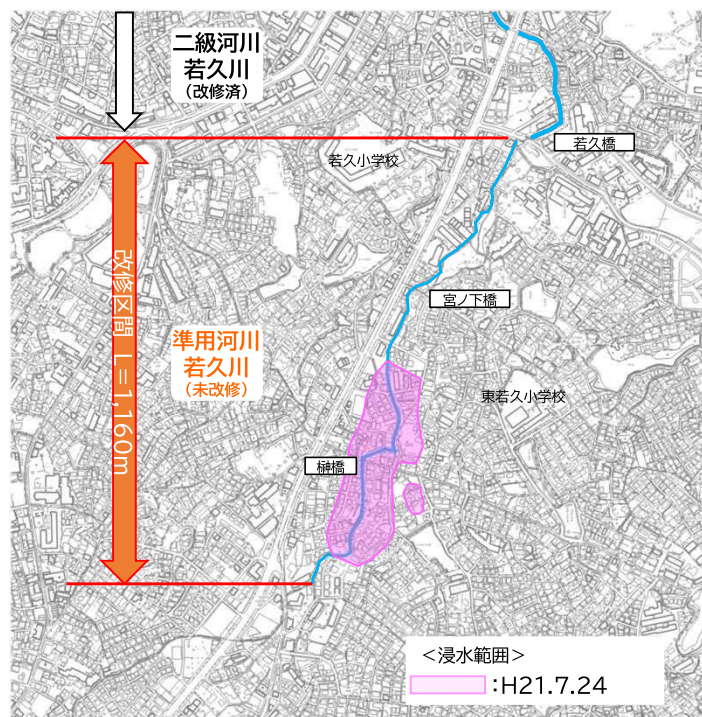 二級河川
若久川
（改修済）
若久橋
若久小学校
改修区間 L＝1,160m
宮ノ下橋
準用河川
若久川
（未改修）
東若久小学校
榊橋
＜浸水範囲＞
：H21.7.24